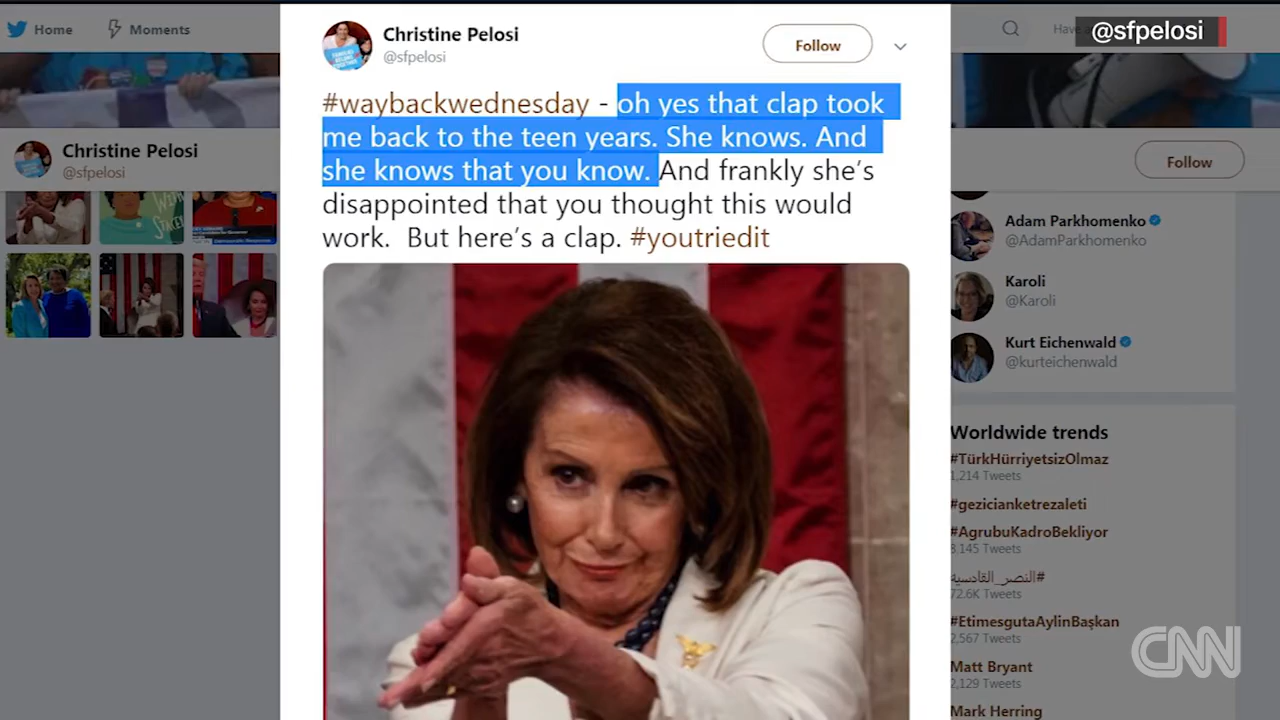 Home
Moments
Christine Pelosi
@sfpelosi
Follow
@sfpelosi
#waybackwednesday - oh yes that clap took
me back to the teen years. She knows. And
she knows that you know. And frankly she's
disappointed that you thought this would
work. But here's a clap. #youtriedit
Christine Pelosi
@sfpelosi
Follow
Adam Parkhomenko
@AdamParkhomenko
Karoli
@Karoli
Kurt Eichenwald
@kurteichenwald
Worldwide trends
#TürkHürriyetsizOlmaz
1,214 Tweets
#gezicianketrezaleti
#AgrubuKadroBekliyor
3,145 Tweets
#النصر_القادسية
72.6K Tweets
#EtimesgutaAylinBaşkan
2,567 Tweets
Matt Bryant
2,129 Tweets
Mark Herring
CNN